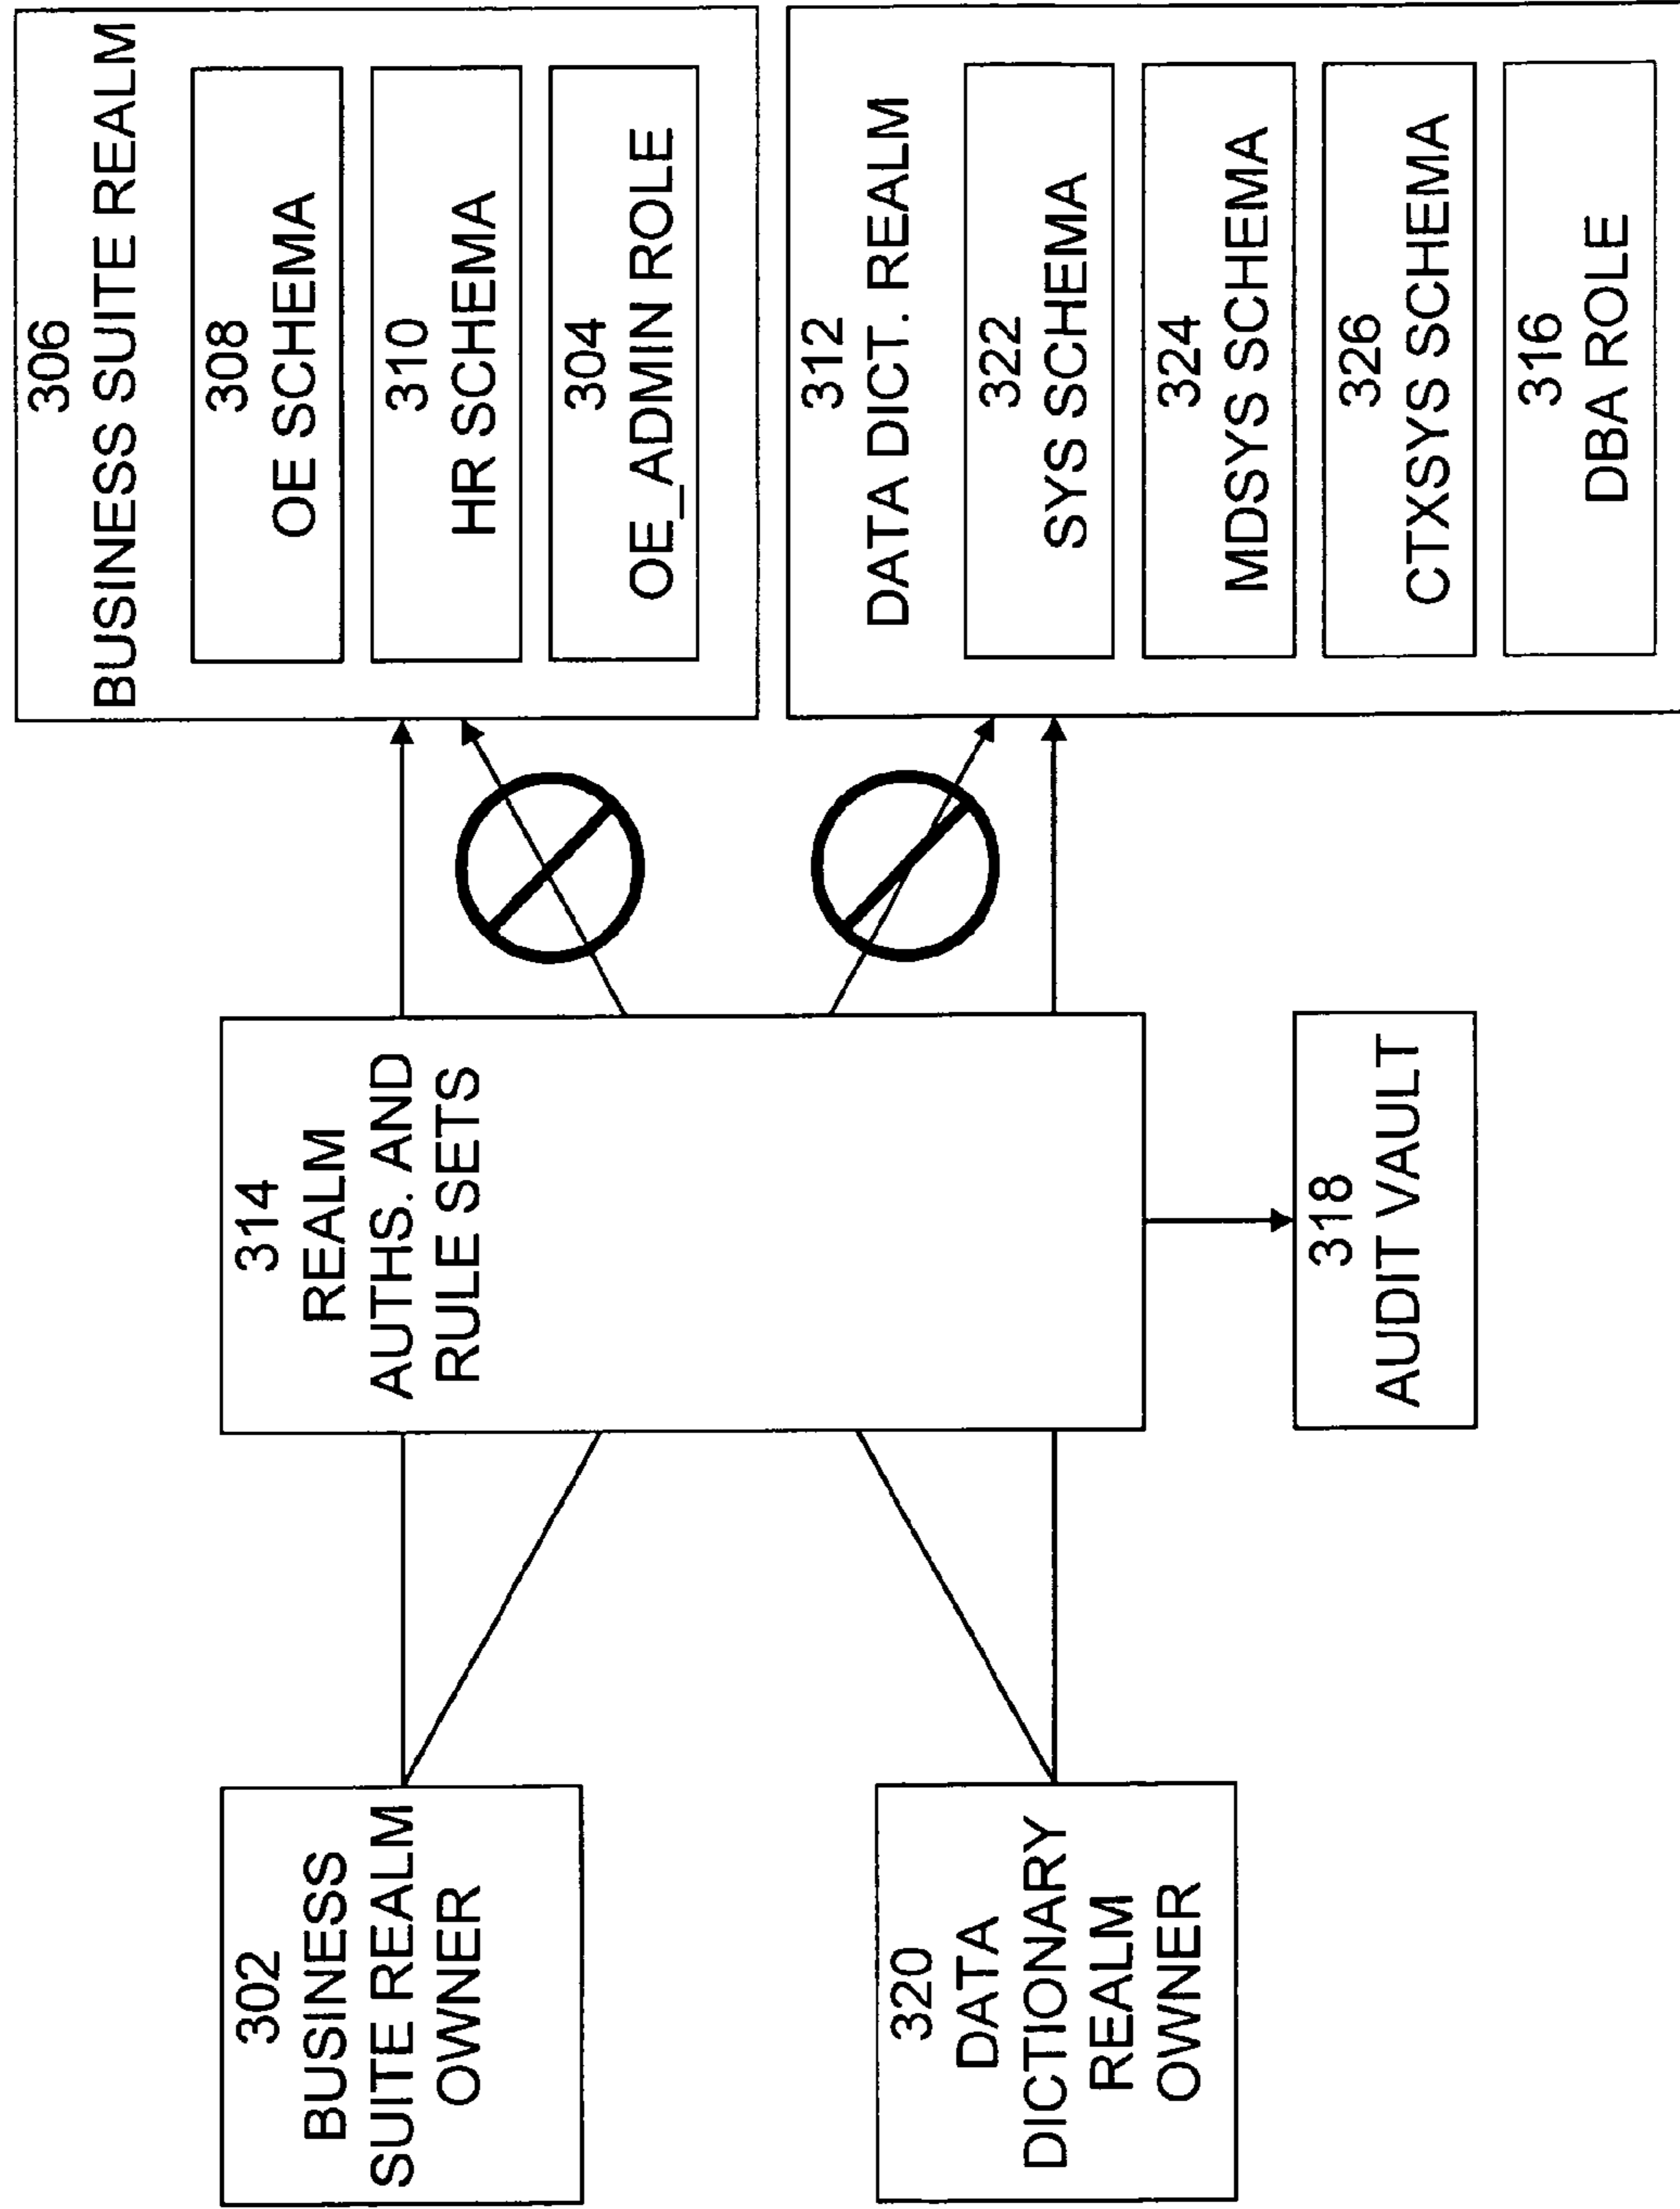 302
BUSINESS
SUITE REALM
OWNER
320
DATA
DICTIONARY
REALM
OWNER
314
REALM
AUTHS. AND
RULE SETS
318
AUDIT VAULT
306
BUSINESS SUITE REALM
308
OE SCHEMA
310
HR SCHEMA
304
OE_ADMIN ROLE
312
DATA DICT. REALM
322
SYS SCHEMA
324
MDSYS SCHEMA
326
CTXSYS SCHEMA
316
DBA ROLE